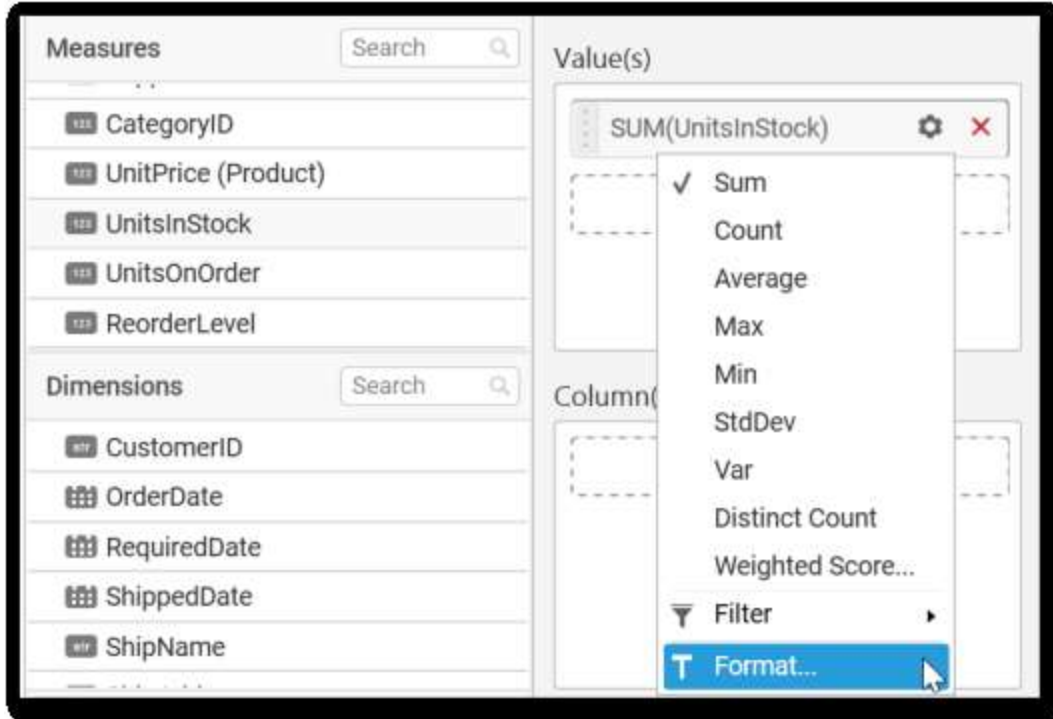 Measures
Search
CategoryID
UnitPrice (Product)
UnitsInStock
UnitsOnOrder
ReorderLevel
Dimensions
Search
CustomerID
OrderDate
RequiredDate
ShippedDate
ShipName
Value(s)
SUM(UnitsInStock)
Sum
Count
Average
Max
Min
StdDev
Var
Distinct Count
Weighted Score...
Filter
Format...
Column(